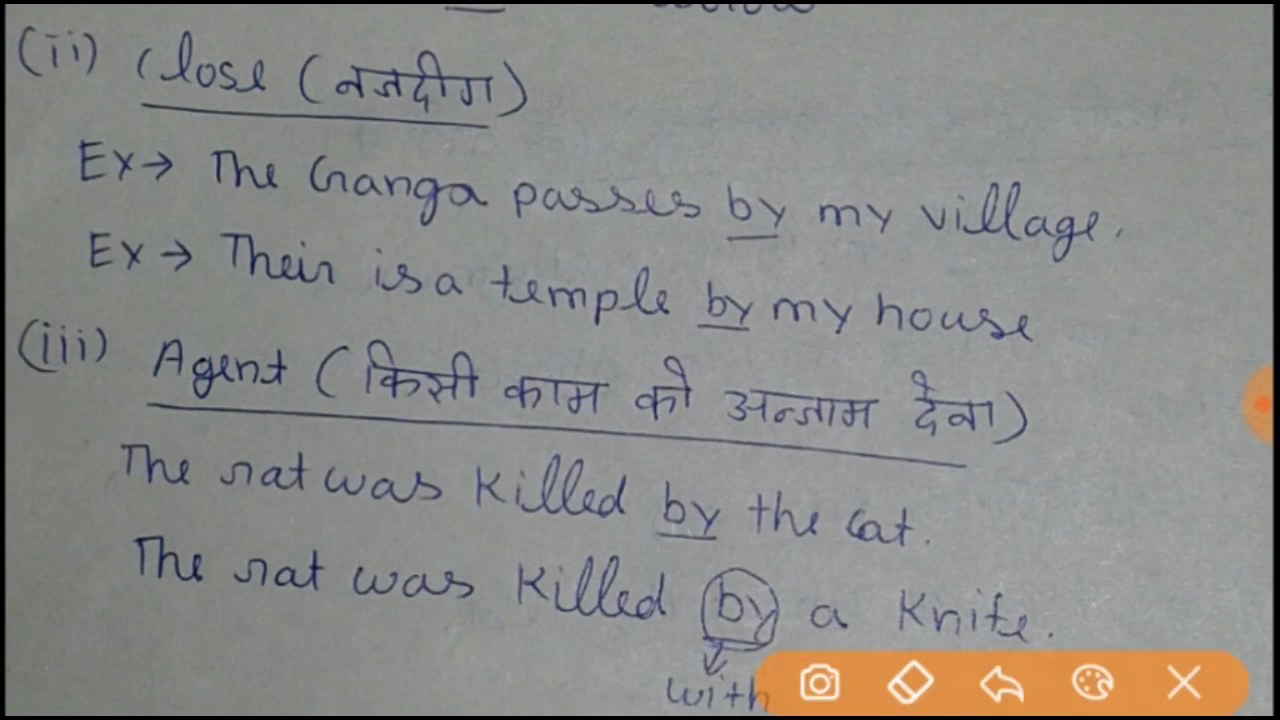 (ii) Close (नजदीग)
Ex→ The Ganga passes by my village.
Ex→ Their is a temple by my house
(iii) Agent (किसी काम को अन्जाम देना)
The rat was killed by the cat.
The rat was killed by a Knife.
with